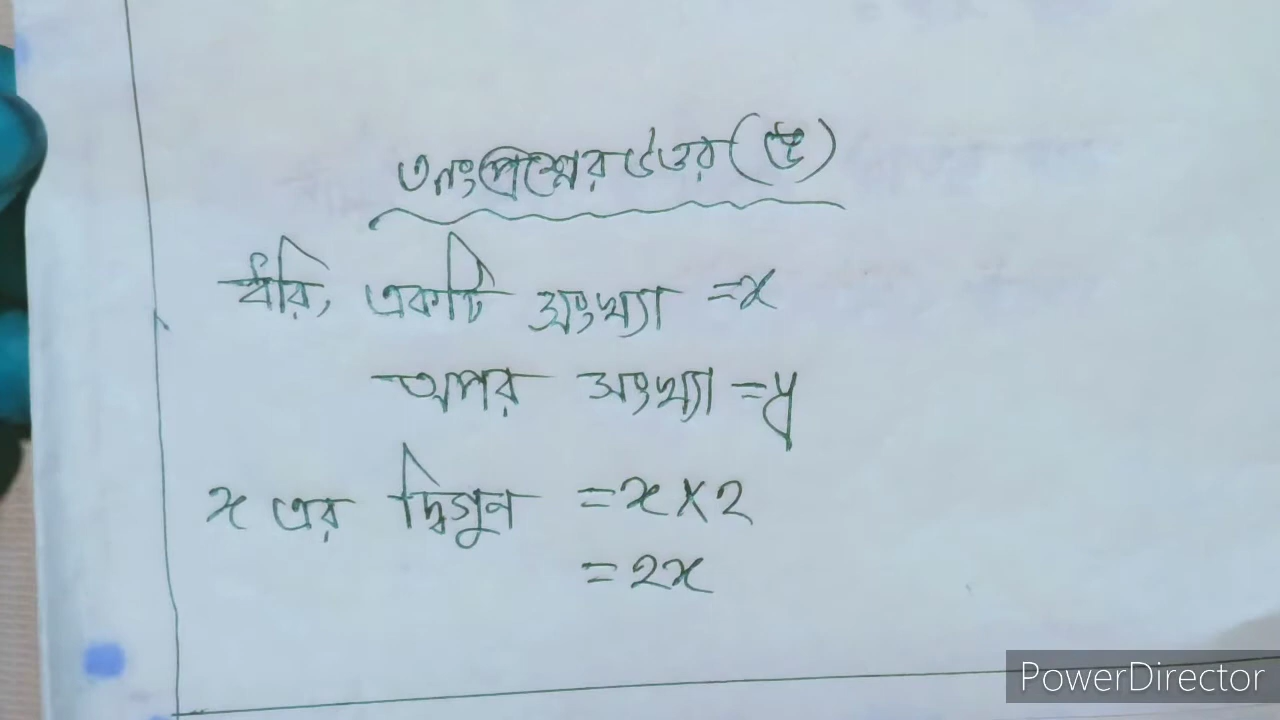 ৩নং প্রশ্নের উত্তর (ঙ)
ধরি, একটি সংখ্যা =x
অপর সংখ্যা =y
x এর দ্বিগুন =x×2
=2x
PowerDirector